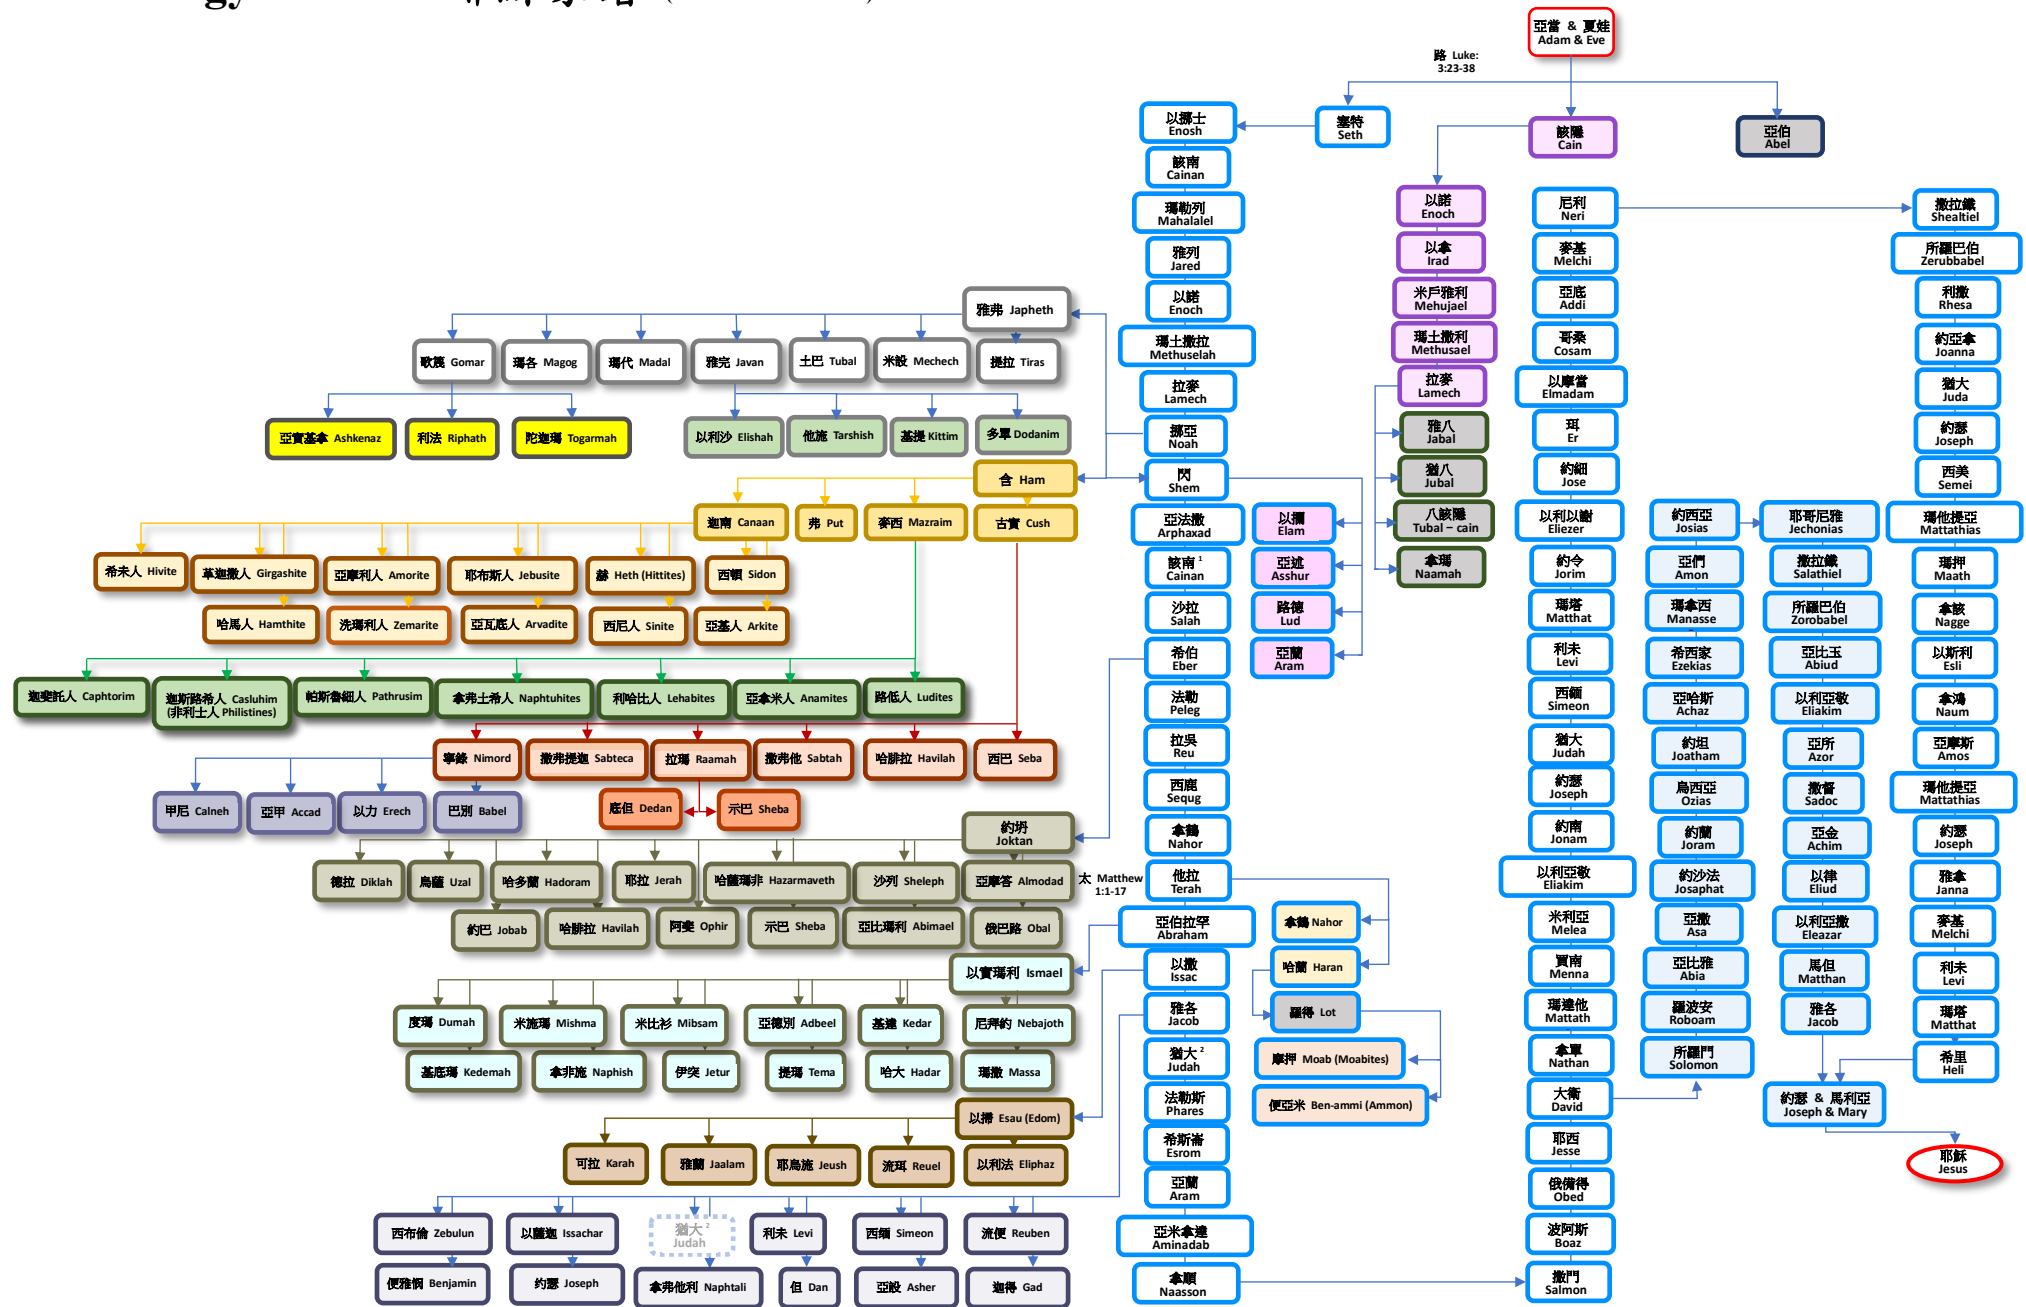 亞當 & 夏娃
Adam & Eve
路 Luke:
3:23-38
以挪士
Enosh
塞特
Seth
該隱
Cain
亞伯
Abel
該南
Cainan
瑪勒列
Mahalalel
雅列
Jared
以諾
Enoch
瑪土撒拉
Methuselah
拉麥
Lamech
挪亞
Noah
閃
Shem
亞法撒
Arphaxad
該南 1
Cainan
沙拉
Salah
希伯
Eber
法勒
Peleg
拉吳
Reu
西鹿
Sequg
拿鶴
Nahor
他拉
Terah
亞伯拉罕
Abraham
以撒
Issac
雅各
Jacob
猶大 2
Judah
法勒斯
Phares
希斯崙
Esrom
亞蘭
Aram
亞米拿達
Aminadab
拿順
Naasson
以諾
Enoch
以拿
Irad
米戶雅利
Mehujael
瑪土撒利
Methusael
拉麥
Lamech
雅八
Jabal
猶八
Jubal
八該隱
Tubal – cain
拿瑪
Naamah
以攔
Elam
亞述
Asshur
路德
Lud
亞蘭
Aram
雅弗 Japheth
歌篾 Gomar
瑪各 Magog
瑪代 Madal
雅完 Javan
土巴 Tubal
米設 Mechech
提拉 Tiras
亞實基拿 Ashkenaz
利法 Riphath
陀迦瑪 Togarmah
以利沙 Elishah
他施 Tarshish
基提 Kittim
多單 Dodanim
含 Ham
迦南 Canaan
弗 Put
麥西 Mazraim
古實 Cush
希未人 Hivite
革迦撒人 Girgashite
亞摩利人 Amorite
耶布斯人 Jebusite
赫 Heth (Hittites)
西頓 Sidon
哈馬人 Hamthite
洗瑪利人 Zemarite
亞瓦底人 Arvadite
西尼人 Sinite
亞基人 Arkite
迦斐託人 Caphtorim
迦斯路希人 Casluhim
(非利士人 Philistines)
帕斯魯細人 Pathrusim
拿弗土希人 Naphtuhites
利哈比人 Lehabites
亞拿米人 Anamites
路低人 Ludites
寧錄 Nimord
撒弗提迦 Sabteca
拉瑪 Raamah
撒弗他 Sabtah
哈腓拉 Havilah
西巴 Seba
甲尼 Calneh
亞甲 Accad
以力 Erech
巴別 Babel
底但 Dedan
示巴 Sheba
約坍
Joktan
德拉 Diklah
烏薩 Uzal
哈多蘭 Hadoram
耶拉 Jerah
哈薩瑪非 Hazarmaveth
沙列 Sheleph
亞摩答 Almodad
約巴 Jobab
哈腓拉 Havilah
阿斐 Ophir
示巴 Sheba
亞比瑪利 Abimael
俄巴路 Obal
太 Matthew
1:1-17
以實瑪利 Ismael
度瑪 Dumah
米施瑪 Mishma
米比衫 Mibsam
亞德別 Adbeel
基達 Kedar
尼拜約 Nebajoth
基底瑪 Kedemah
拿非施 Naphish
伊突 Jetur
提瑪 Tema
哈大 Hadar
瑪撒 Massa
以掃 Esau (Edom)
可拉 Karah
雅蘭 Jaalam
耶烏施 Jeush
流珥 Reuel
以利法 Eliphaz
西布倫 Zebulun
以薩迦 Issachar
猶大 2
Judah
利未 Levi
西緬 Simeon
流便 Reuben
便雅憫 Benjamin
約瑟 Joseph
拿弗他利 Naphtali
但 Dan
亞設 Asher
迦得 Gad
拿鶴 Nahor
哈蘭 Haran
羅得 Lot
摩押 Moab (Moabites)
便亞米 Ben-ammi (Ammon)
尼利
Neri
麥基
Melchi
亞底
Addi
哥桑
Cosam
以摩當
Elmadam
珥
Er
約細
Jose
以利以謝
Eliezer
約令
Jorim
瑪塔
Matthat
利未
Levi
西緬
Simeon
猶大
Judah
約瑟
Joseph
約南
Jonam
以利亞敬
Eliakim
米利亞
Melea
買南
Menna
瑪達他
Mattath
拿單
Nathan
大衛
David
耶西
Jesse
俄備得
Obed
波阿斯
Boaz
撒門
Salmon
約西亞
Josias
亞們
Amon
瑪拿西
Manasse
希西家
Ezekias
亞哈斯
Achaz
約坦
Joatham
烏西亞
Ozias
約蘭
Joram
約沙法
Josaphat
亞撒
Asa
亞比雅
Abia
羅波安
Roboam
所羅門
Solomon
耶哥尼雅
Jechonias
撒拉鐵
Salathiel
所羅巴伯
Zorobabel
亞比玉
Abiud
以利亞敬
Eliakim
亞所
Azor
撒督
Sadoc
亞金
Achim
以律
Eliud
以利亞撒
Eleazar
馬但
Matthan
雅各
Jacob
約瑟 & 馬利亞
Joseph & Mary
撒拉鐵
Shealtiel
所羅巴伯
Zerubbabel
利撒
Rhesa
約亞拿
Joanna
猶大
Juda
約瑟
Joseph
西美
Semei
瑪他提亞
Mattathias
瑪押
Maath
拿該
Nagge
以斯利
Esli
拿鴻
Naum
亞摩斯
Amos
瑪他提亞
Mattathias
約瑟
Joseph
雅拿
Janna
麥基
Melchi
利未
Levi
瑪塔
Matthat
希里
Heli
耶穌
Jesus